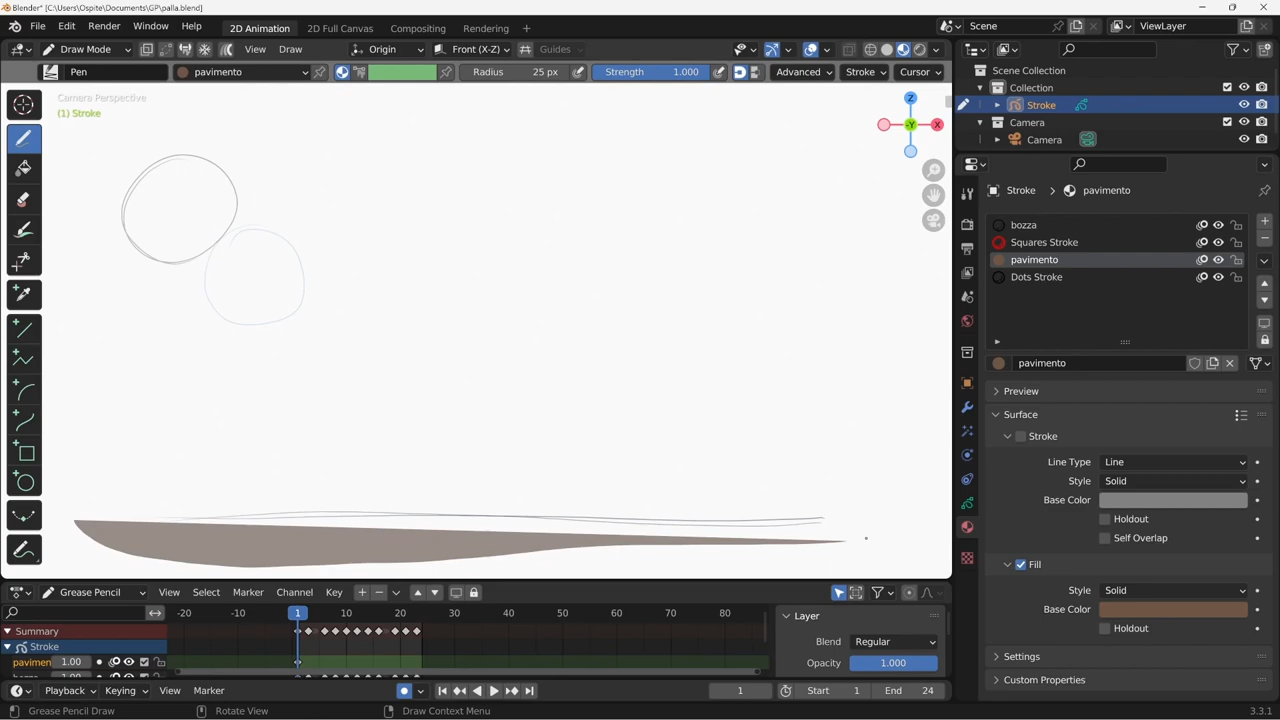 Blender* [C:\Users\Ospite\Documents\GP\palla.blend]
File Edit Render Window Help 2D Animation 2D Full Canvas Compositing Rendering + Scene ViewLayer
Draw Mode View Draw Origin Front (X-Z) Guides
Pen pavimento Radius 25 px Strength 1.000 Advanced Stroke Cursor
Scene Collection
Collection
Stroke
Camera
Camera
Camera Perspective
(1) Stroke
Z
-Y
X
Stroke > pavimento
bozza
Squares Stroke
pavimento
Dots Stroke
pavimento
Preview
Surface
Stroke
Line Type Line
Style Solid
Base Color
Holdout
Self Overlap
Fill
Style Solid
Base Color
Holdout
Settings
Custom Properties
Grease Pencil View Select Marker Channel Key
-20 -10 1 10 20 30 40 50 60 70 80
Summary
Stroke
pavimen 1.00
Layer
Blend Regular
Opacity 1.000
Playback Keying View Marker 1 Start 1 End 24
Grease Pencil Draw Rotate View Draw Context Menu 3.3.1